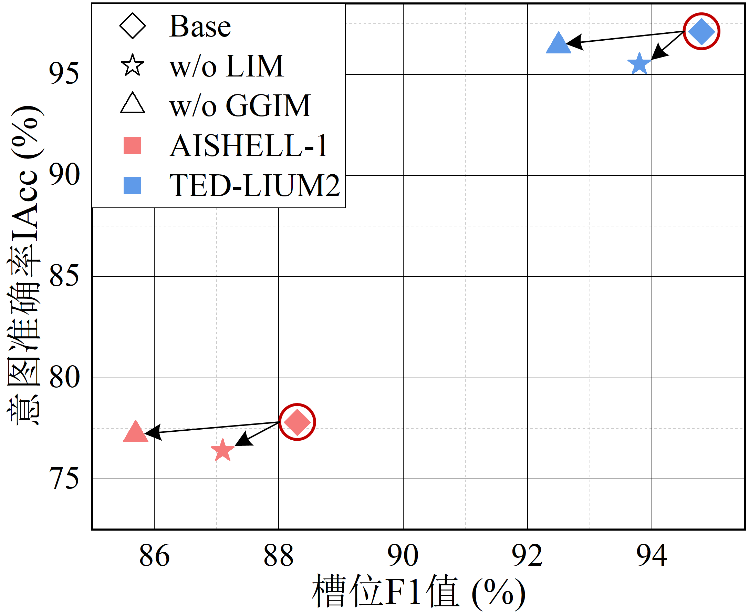 Base
w/o LIM
w/o GGIM
AISHELL-1
TED-LIUM2
意图准确率IAcc (%)
95
90
85
80
75
86
88
90
92
94
槽位F1值 (%)